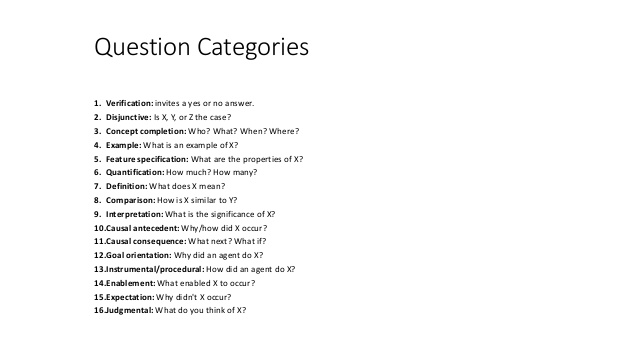 Question Categories
1. Verification: invites a yes or no answer.
2. Disjunctive: Is X, Y, or Z the case?
3. Concept completion: Who? What? When? Where?
4. Example: What is an example of X?
5. Feature specification: What are the properties of X?
6. Quantification: How much? How many?
7. Definition: What does X mean?
8. Comparison: How is X similar to Y?
9. Interpretation: What is the significance of X?
10.Causal antecedent: Why/how did X occur?
11.Causal consequence: What next? What if?
12.Goal orientation: Why did an agent do X?
13.Instrumental/procedural: How did an agent do X?
14.Enablement: What enabled X to occur?
15.Expectation: Why didn't X occur?
16.Judgmental: What do you think of X?